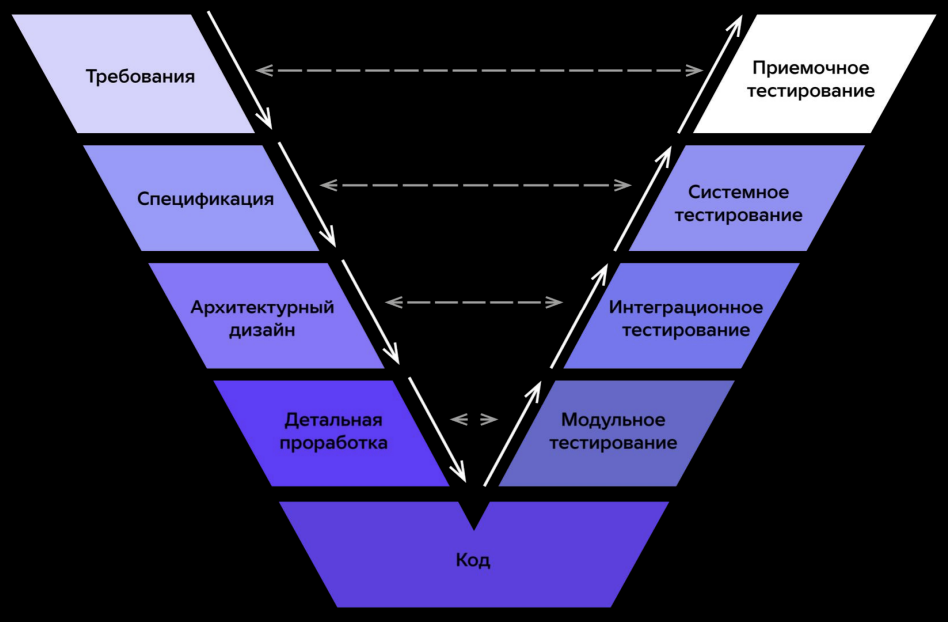 Требования
Приемочное
тестирование
Спецификация
Системное
тестирование
Архитектурный
дизайн
Интеграционное
тестирование
Детальная
проработка
Модульное
тестирование
Код